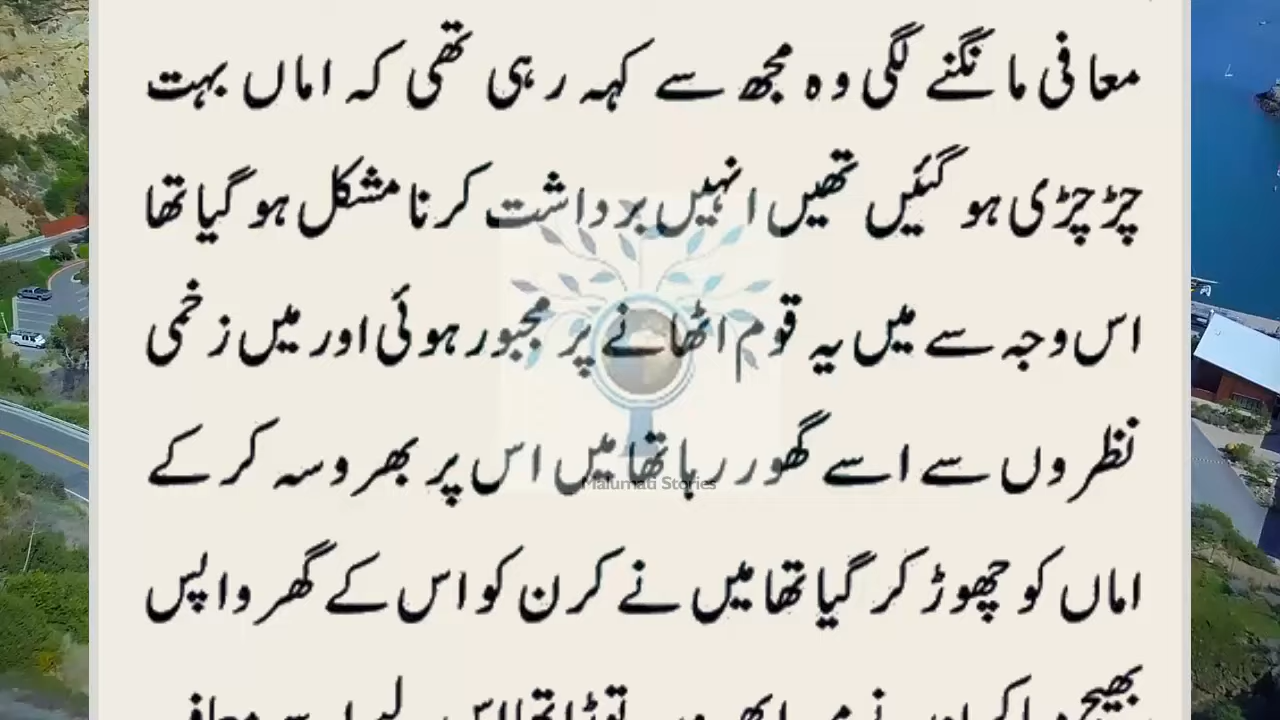 معافی مانگنے لگی وہ مجھ سے کہہ رہی تھی کہ اماں بہت
چڑچڑی ہو گئیں تھیں انہیں برداشت کرنا مشکل ہو گیا تھا
اس وجہ سے میں یہ قوم اٹھانے پر مجبور ہوئی اور میں زخمی
نظروں سے اسے گھور رہا تھا میں اس پر بھروسہ کر کے
Malumati Stories
اماں کو چھوڑ کر گیا تھا میں نے کرن کو اس کے گھر واپس
بھیج دیا